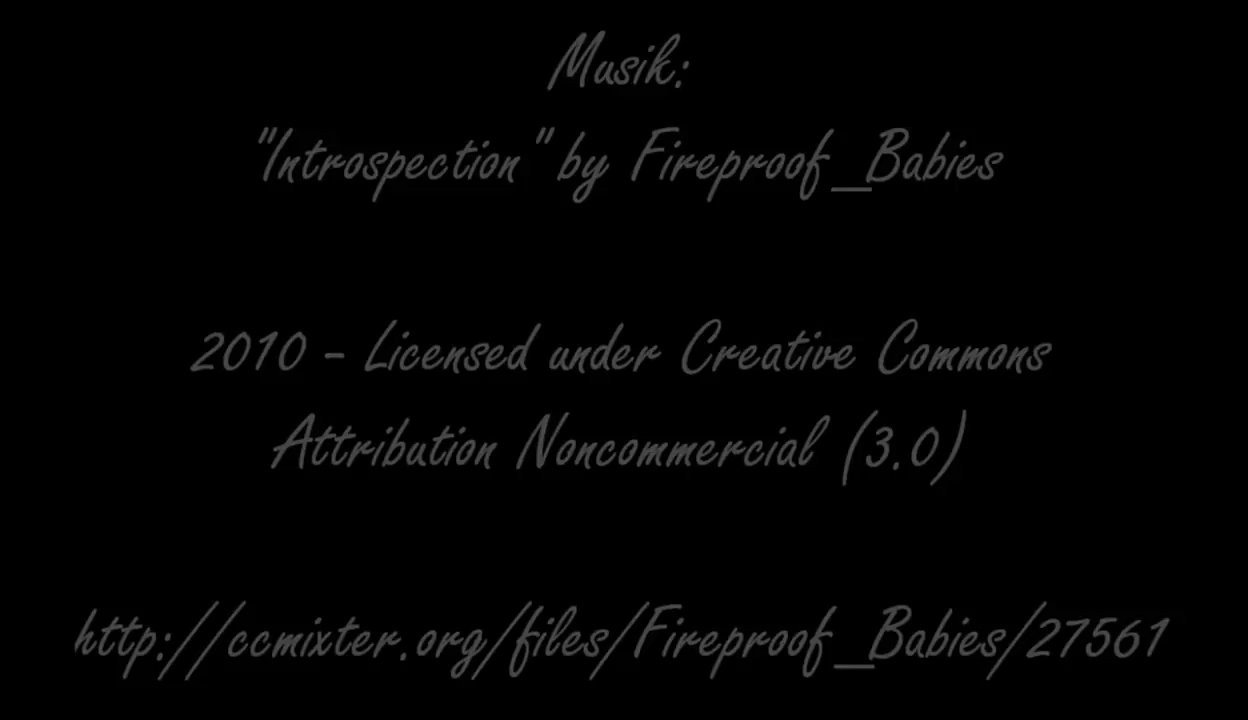 Musik:
"Introspection" by Fireproof_Babies
2010 - Licensed under Creative Commons
Attribution Noncommercial (3.0)
http://ccmixter.org/files/Fireproof_Babies/27561